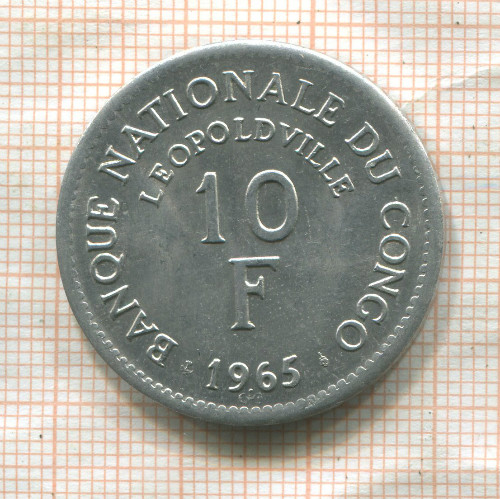 BANQUE NATIONALE DU CONGO
LEOPOLDVILLE
10
F
1965